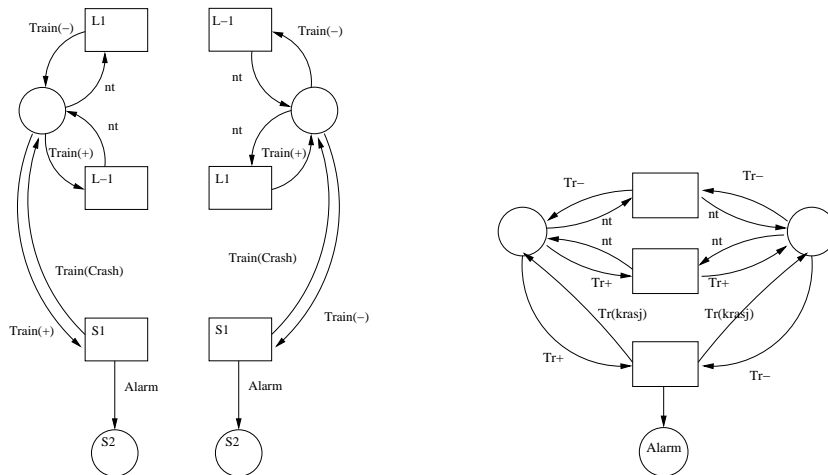 L1
Train(−)
nt
nt
Train(+)
L−1
Train(Crash)
Train(+)
S1
Alarm
S2
L−1
Train(−)
nt
nt
L1
Train(+)
Train(Crash)
Train(−)
S1
Alarm
S2
Tr−
Tr−
nt
nt
nt
nt
Tr+
Tr+
Tr(krasj)
Tr(krasj)
Tr+
Tr−
Alarm